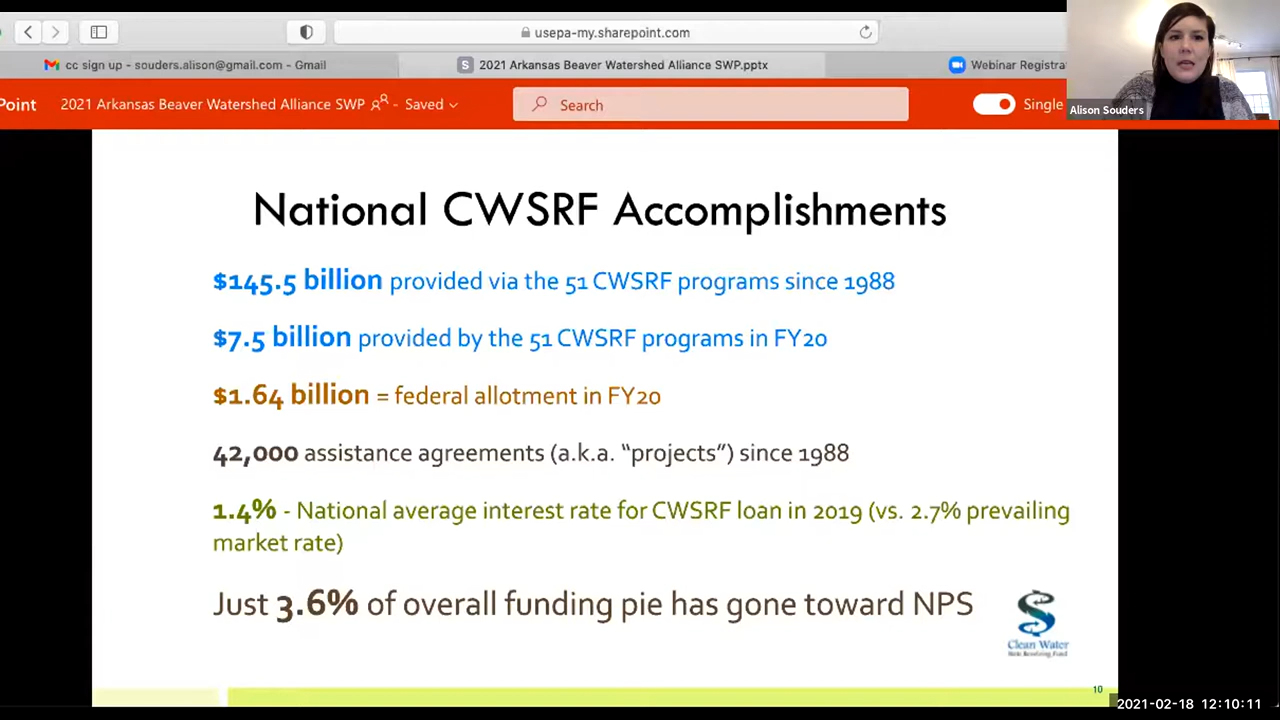 usepa-my.sharepoint.com
cc sign up - souders.alison@gmail.com - Gmail
S 2021 Arkansas Beaver Watershed Alliance SWP.pptx
Webinar Registra
Point 2021 Arkansas Beaver Watershed Alliance SWP - Saved
Search
Single
Alison Souders
National CWSRF Accomplishments
$145.5 billion provided via the 51 CWSRF programs since 1988
$7.5 billion provided by the 51 CWSRF programs in FY20
$1.64 billion = federal allotment in FY20
42,000 assistance agreements (a.k.a. “projects”) since 1988
1.4% - National average interest rate for CWSRF loan in 2019 (vs. 2.7% prevailing
market rate)
Just 3.6% of overall funding pie has gone toward NPS
Clean Water
State Revolving Fund
10
2021-02-18 12:10:11